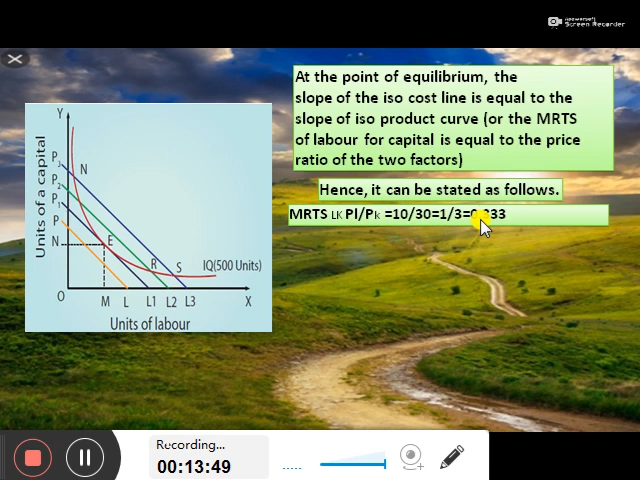 Apowersoft
Screen Recorder
At the point of equilibrium, the
slope of the iso cost line is equal to the
slope of iso product curve (or the MRTS
of labour for capital is equal to the price
ratio of the two factors)
Hence, it can be stated as follows.
MRTS LK Pl/Pk =10/30=1/3=0.333
Y
P3
N
P2
P1
P
N
E
R
S
IQ(500 Units)
O
M
L
L1
L2
L3
X
Units of a capital
Units of labour
Recording...
00:13:49